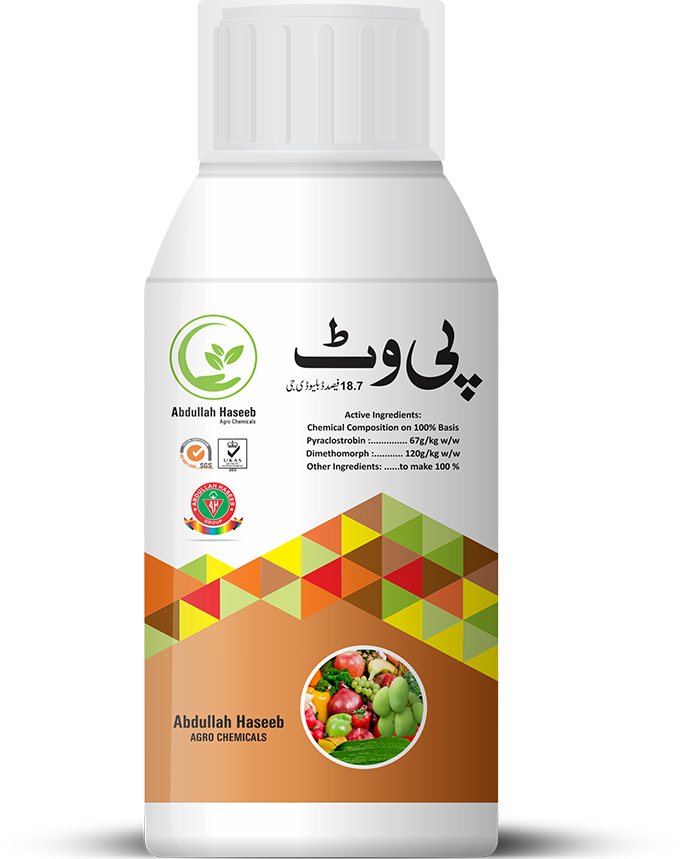 پی وٹ
18.7 فیصد ڈبلیو ڈی جی
Abdullah Haseeb
Agro Chemicals
Active Ingredients:
Chemical Composition on 100% Basis
Pyraclostrobin :.............. 67g/kg w/w
Dimethomorph :........... 120g/kg w/w
Other Ingredients: ......to make 100 %
SGS
UKAS
ABDULLAH HASEEB
AH
GROUP
Abdullah Haseeb
AGRO CHEMICALS